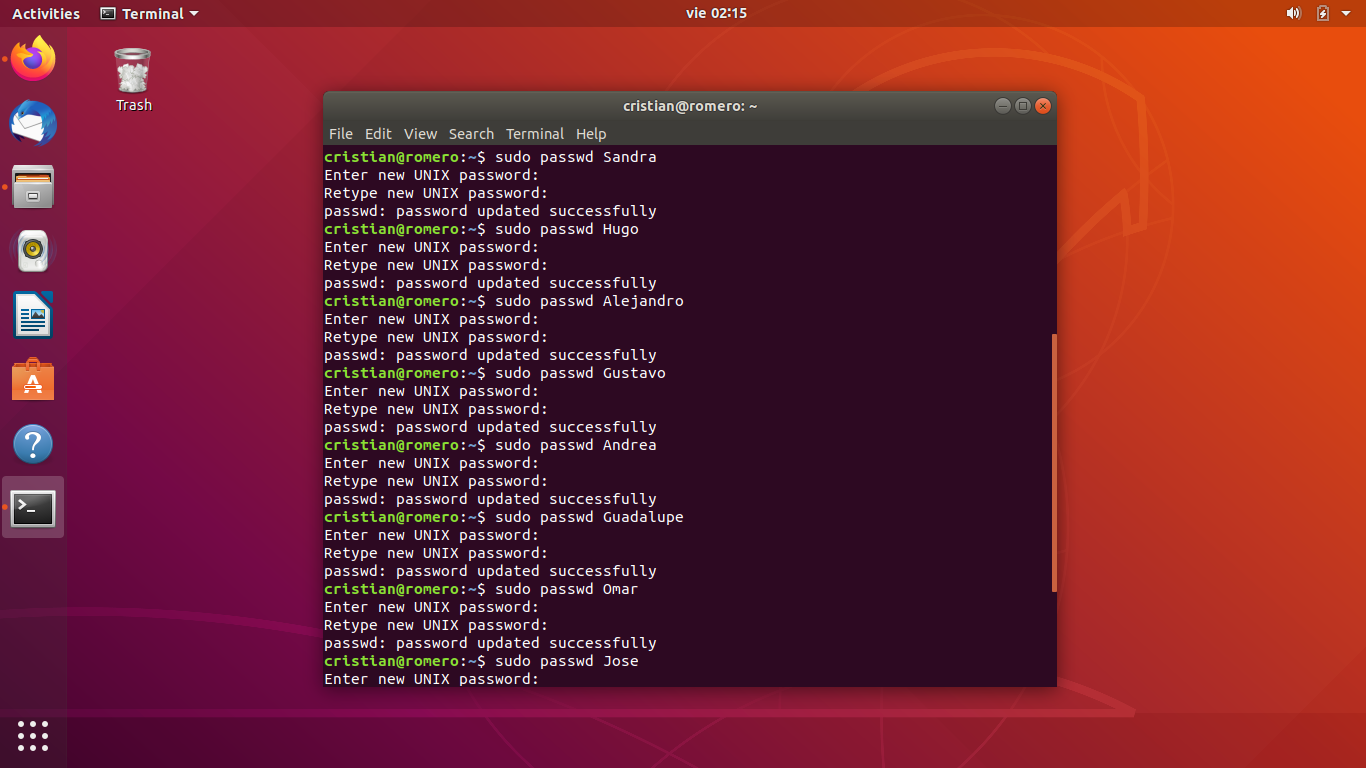 Activities Terminal vie 02:15
Trash
cristian@romero: ~
File Edit View Search Terminal Help
cristian@romero:~$ sudo passwd Sandra
Enter new UNIX password:
Retype new UNIX password:
passwd: password updated successfully
cristian@romero:~$ sudo passwd Hugo
Enter new UNIX password:
Retype new UNIX password:
passwd: password updated successfully
cristian@romero:~$ sudo passwd Alejandro
Enter new UNIX password:
Retype new UNIX password:
passwd: password updated successfully
cristian@romero:~$ sudo passwd Gustavo
Enter new UNIX password:
Retype new UNIX password:
passwd: password updated successfully
cristian@romero:~$ sudo passwd Andrea
Enter new UNIX password:
Retype new UNIX password:
passwd: password updated successfully
cristian@romero:~$ sudo passwd Guadalupe
Enter new UNIX password:
Retype new UNIX password:
passwd: password updated successfully
cristian@romero:~$ sudo passwd Omar
Enter new UNIX password:
Retype new UNIX password:
passwd: password updated successfully
cristian@romero:~$ sudo passwd Jose
Enter new UNIX password: